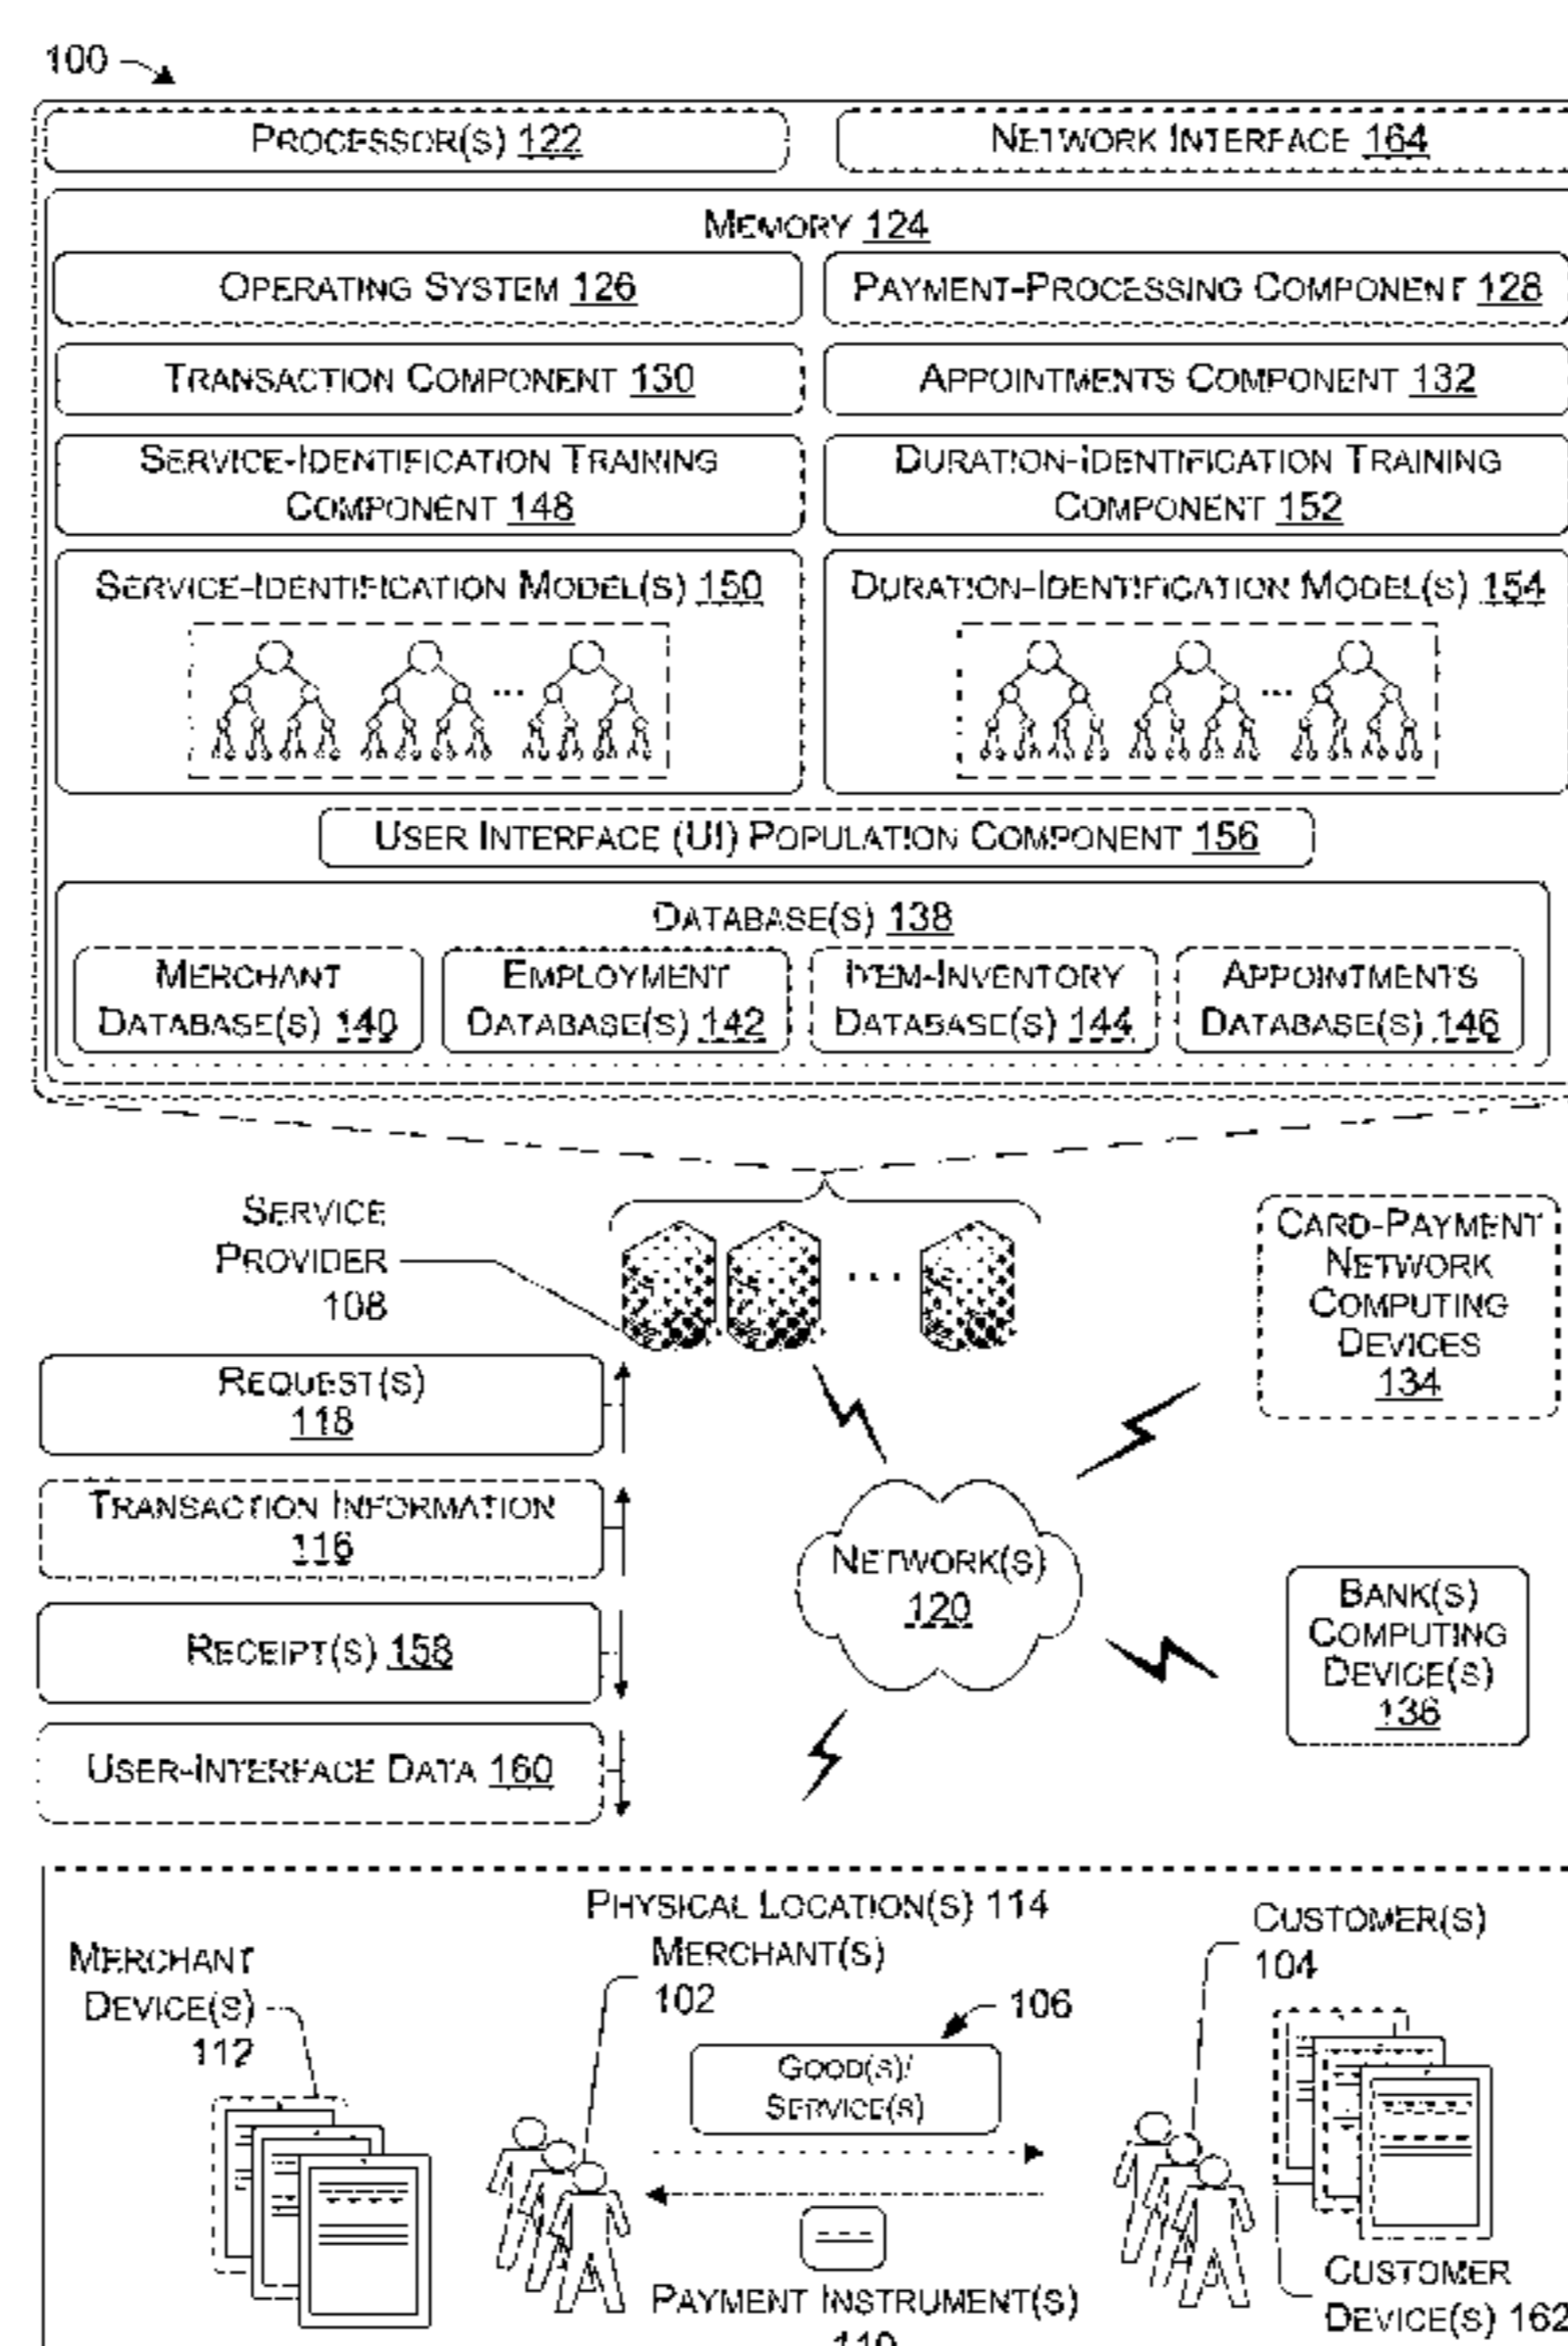 100
PROCESSOR(S) 122
NETWORK INTERFACE 164
MEMORY 124
OPERATING SYSTEM 126
PAYMENT-PROCESSING COMPONENT 128
TRANSACTION COMPONENT 130
APPOINTMENTS COMPONENT 132
SERVICE-IDENTIFICATION TRAINING
COMPONENT 148
DURATION-IDENTIFICATION TRAINING
COMPONENT 152
SERVICE-IDENTIFICATION MODEL(S) 150
...
DURATION-IDENTIFICATION MODEL(S) 154
...
USER INTERFACE (UI) POPULATION COMPONENT 156
DATABASE(S) 138
MERCHANT
DATABASE(S) 140
EMPLOYMENT
DATABASE(S) 142
ITEM-INVENTORY
DATABASE(S) 144
APPOINTMENTS
DATABASE(S) 146
SERVICE
PROVIDER
108
...
CARD-PAYMENT
NETWORK
COMPUTING
DEVICES
134
REQUEST(S)
118
TRANSACTION INFORMATION
116
RECEIPT(S) 158
USER-INTERFACE DATA 160
NETWORK(S)
120
BANK(S)
COMPUTING
DEVICE(S)
136
PHYSICAL LOCATION(S) 114
MERCHANT
DEVICE(S)
112
MERCHANT(S)
102
106
GOOD(S)/
SERVICE(S)
CUSTOMER(S)
104
PAYMENT INSTRUMENT(S)
CUSTOMER
DEVICE(S) 162